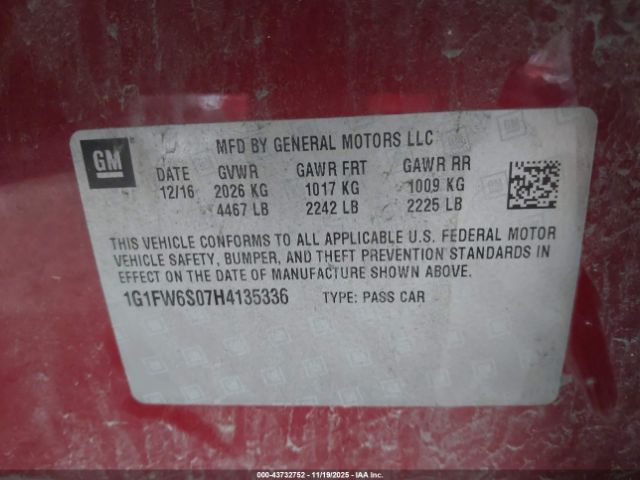 GM
MFD BY GENERAL MOTORS LLC
DATE GVWR GAWR FRT GAWR RR
12/16 2026 KG 1017 KG 1009 KG
4467 LB 2242 LB 2225 LB
THIS VEHICLE CONFORMS TO ALL APPLICABLE U.S. FEDERAL MOTOR
VEHICLE SAFETY, BUMPER, AND THEFT PREVENTION STANDARDS IN
EFFECT ON THE DATE OF MANUFACTURE SHOWN ABOVE.
1G1FW6S07H4135336 TYPE: PASS CAR
000-43732752 - 11/19/2025 - IAA Inc.